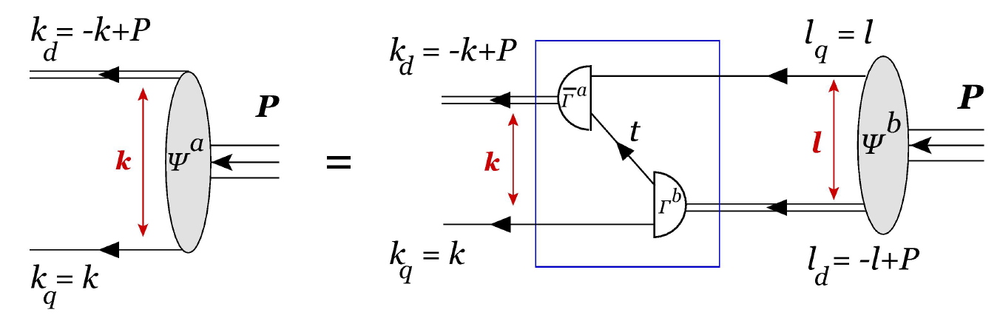 k_d = -k+P
P
k
Ψ^a
k_q = k
=
k_d = -k+P
l_q = l
Γ̅^a
t
P
k
l
Ψ^b
Γ^b
k_q = k
l_d = -l+P